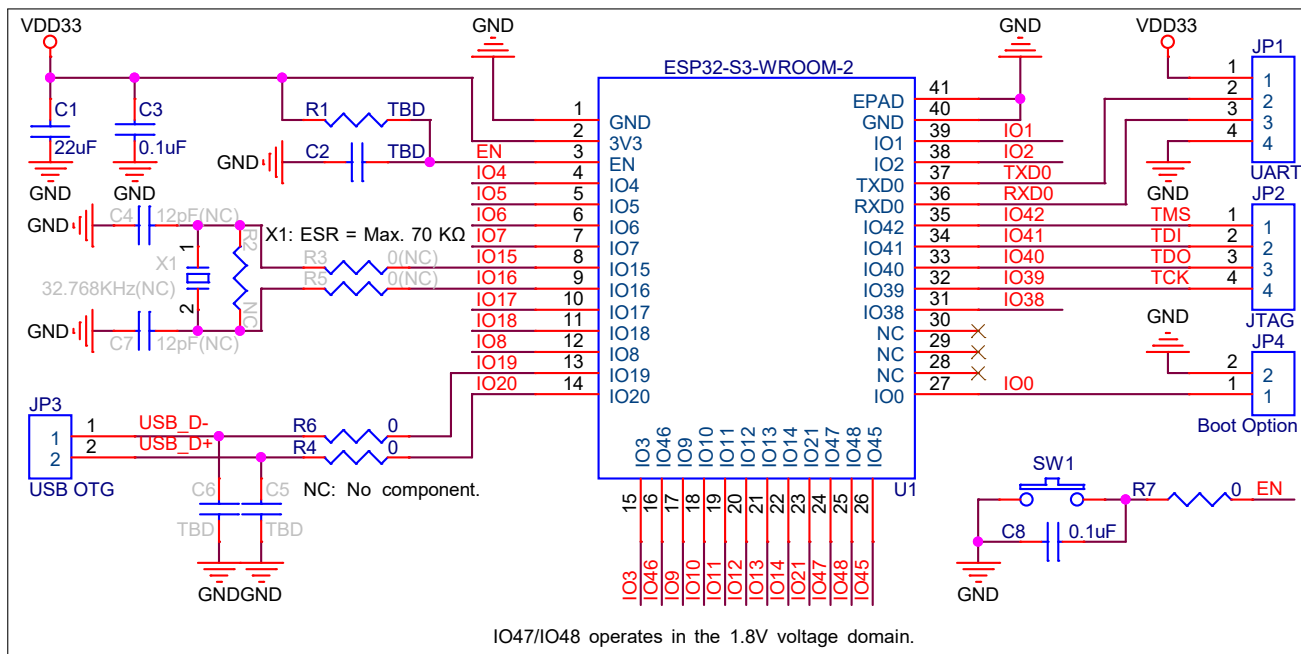 VDD33
GND
GND
VDD33
JP1
ESP32-S3-WROOM-2
C1
22uF
GND
C3
0.1uF
GND
R1 TBD
GND C2 TBD
EN
IO4
IO5
IO6
IO7
IO15
IO16
IO17
IO18
IO8
IO19
IO20
1 GND
2 3V3
3 EN
4 IO4
5 IO5
6 IO6
7 IO7
8 IO15
9 IO16
10 IO17
11 IO18
12 IO8
13 IO19
14 IO20
EPAD 41
GND 40
IO1 39 IO1
IO2 38 IO2
TXD0 37 TXD0
RXD0 36 RXD0
IO42 35 IO42 TMS 1
IO41 34 IO41 TDI 2
IO40 33 IO40 TDO 3
IO39 32 IO39 TCK 4
IO38 31 IO38
NC 30
NC 29
NC 28
IO0 27 IO0
1 1
2 2
3 3
4 4
GND
UART
JP2
1
2
3
4
JTAG
GND
JP4
2 2
1 1
Boot Option
GND C4 12pF(NC)
X1: ESR = Max. 70 KΩ
1
X1
32.768KHz(NC)
2
R2
NC
R3 0(NC)
R5 0(NC)
GND
C7 12pF(NC)
JP3
1 1 USB_D- R6 0
2 2 USB_D+ R4 0
USB OTG
C6 C5
TBD TBD
GND GND
NC: No component.
IO3 IO46 IO9 IO10 IO11 IO12 IO13 IO14 IO21 IO47 IO48 IO45
U1
15 16 17 18 19 20 21 22 23 24 25 26
IO3 IO46 IO9 IO10 IO11 IO12 IO13 IO14 IO21 IO47 IO48 IO45
SW1
R7 0 EN
C8 0.1uF
GND
IO47/IO48 operates in the 1.8V voltage domain.